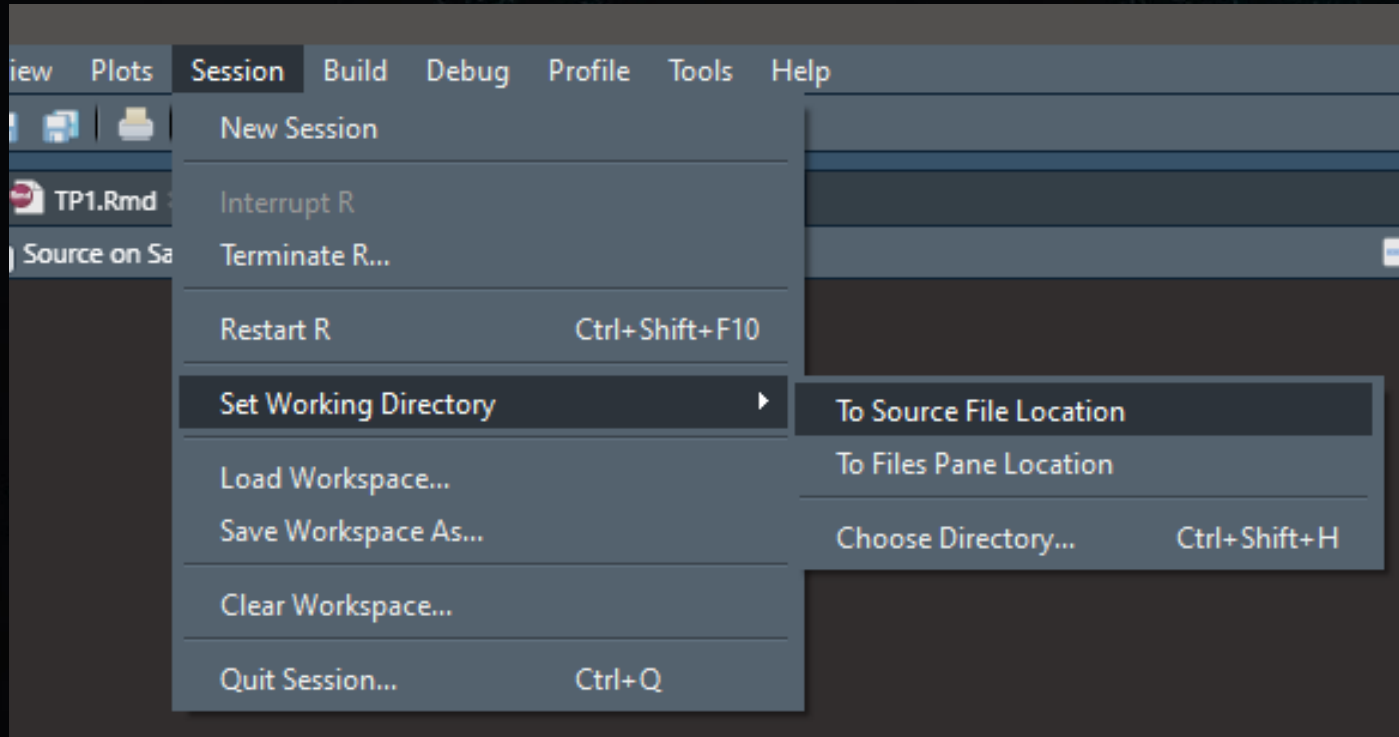 iew Plots Session Build Debug Profile Tools Help
New Session
TP1.Rmd
Interrupt R
Source on Sa
Terminate R...
Restart R Ctrl+Shift+F10
Set Working Directory
To Source File Location
To Files Pane Location
Load Workspace...
Save Workspace As...
Choose Directory... Ctrl+Shift+H
Clear Workspace...
Quit Session... Ctrl+Q